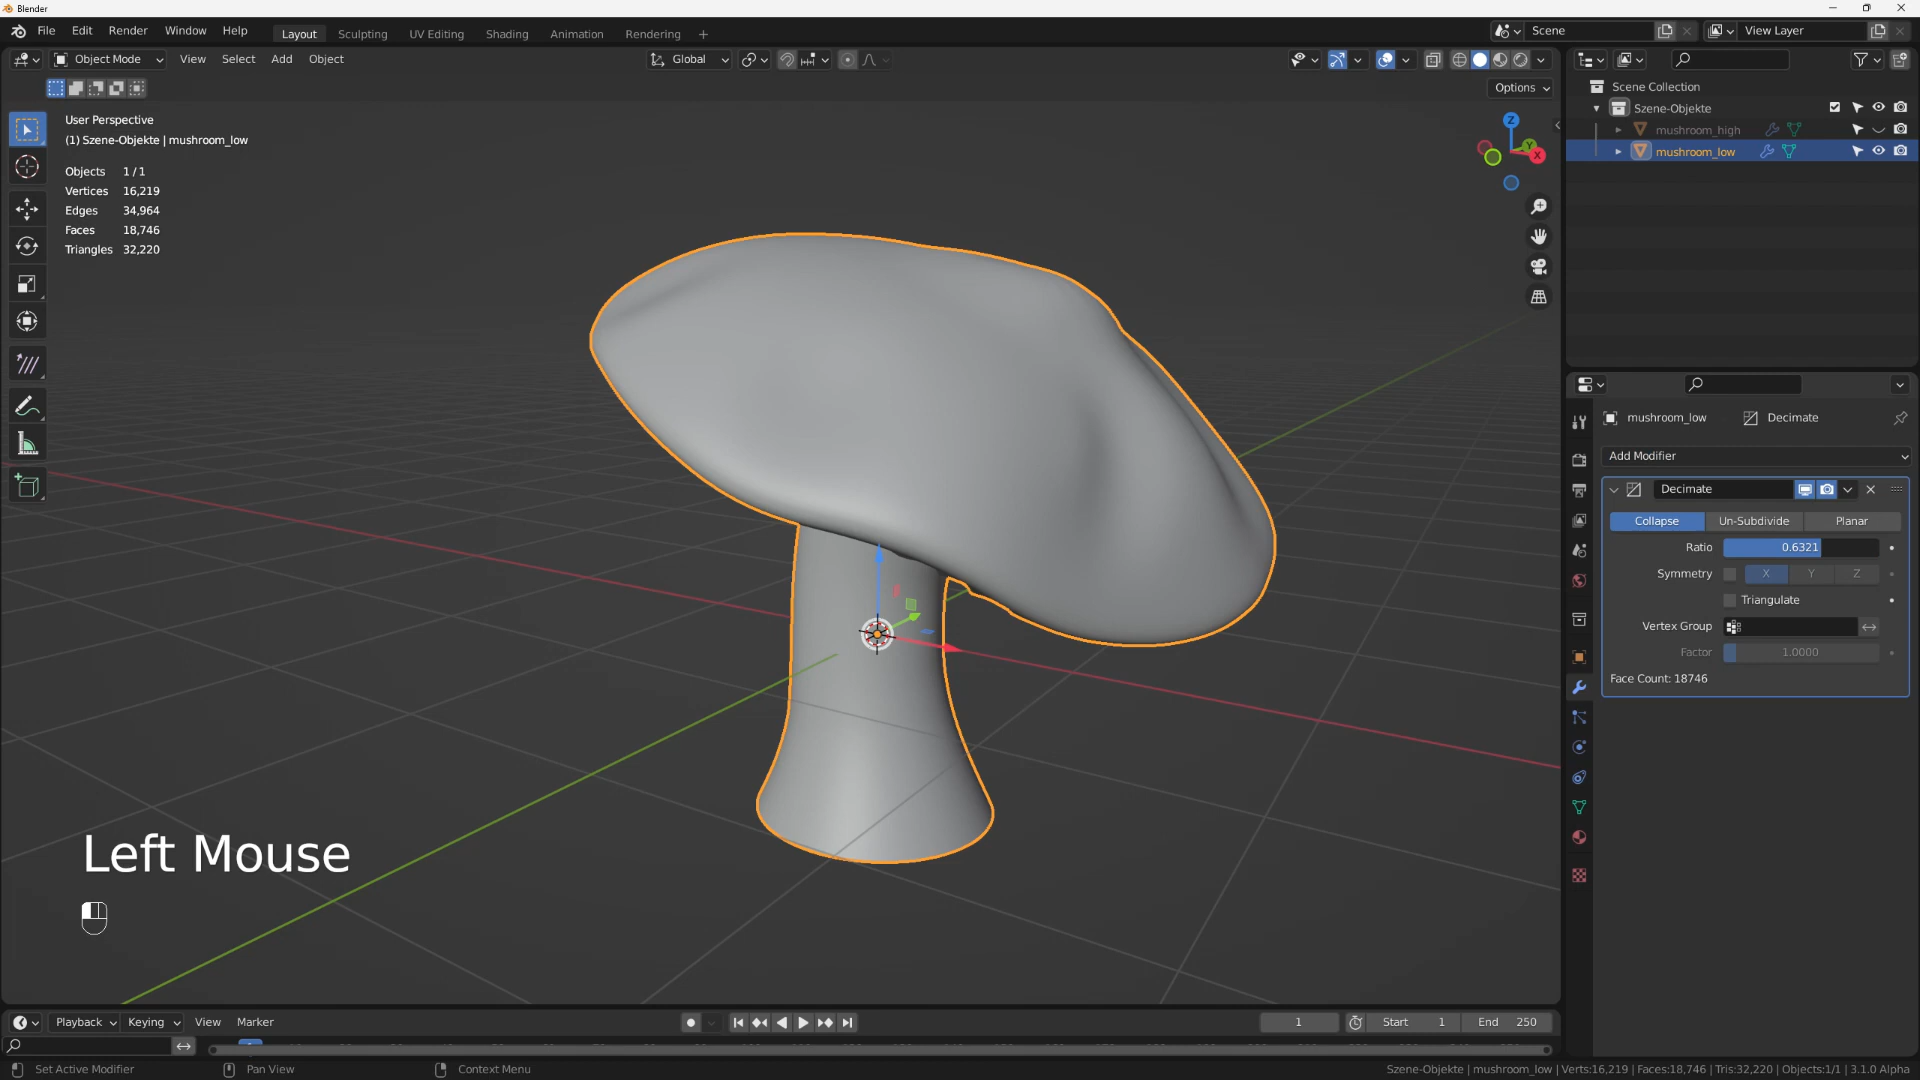 Blender
File Edit Render Window Help Layout Sculpting UV Editing Shading Animation Rendering +
Scene View Layer
Object Mode View Select Add Object Global
Options
User Perspective
(1) Szene-Objekte | mushroom_low
Objects 1 / 1
Vertices 16,219
Edges 34,964
Faces 18,746
Triangles 32,220
Z
Y
X
Scene Collection
Szene-Objekte
mushroom_high
mushroom_low
mushroom_low Decimate
Add Modifier
Decimate
Collapse Un-Subdivide Planar
Ratio 0.6321
Symmetry X Y Z
Triangulate
Vertex Group
Factor 1.0000
Face Count: 18746
Left Mouse
Playback Keying View Marker 1 Start 1 End 250
Set Active Modifier Pan View Context Menu Szene-Objekte | mushroom_low | Verts:16,219 | Faces:18,746 | Tris:32,220 | Objects:1/1 | 3.1.0 Alpha